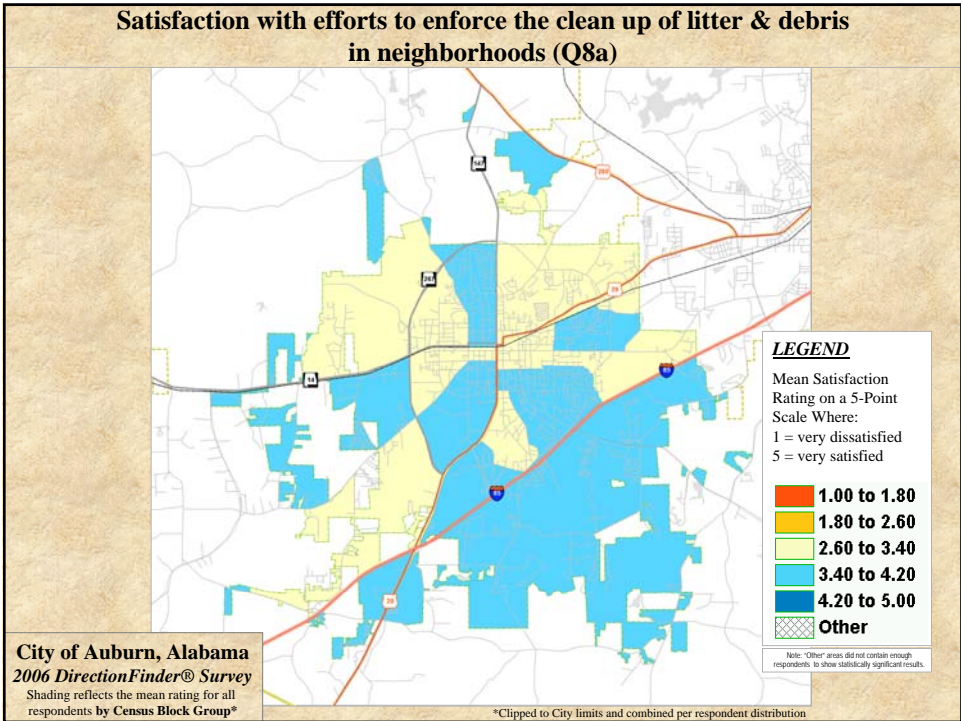 Satisfaction with efforts to enforce the clean up of litter & debris
in neighborhoods (Q8a)
147
280
267
29
14
85
85
29
LEGEND
Mean Satisfaction
Rating on a 5-Point
Scale Where:
1 = very dissatisfied
5 = very satisfied
1.00 to 1.80
1.80 to 2.60
2.60 to 3.40
3.40 to 4.20
4.20 to 5.00
Other
Note: "Other" areas did not contain enough
respondents to show statistically significant results.
City of Auburn, Alabama
2006 DirectionFinder® Survey
Shading reflects the mean rating for all
respondents by Census Block Group*
*Clipped to City limits and combined per respondent distribution